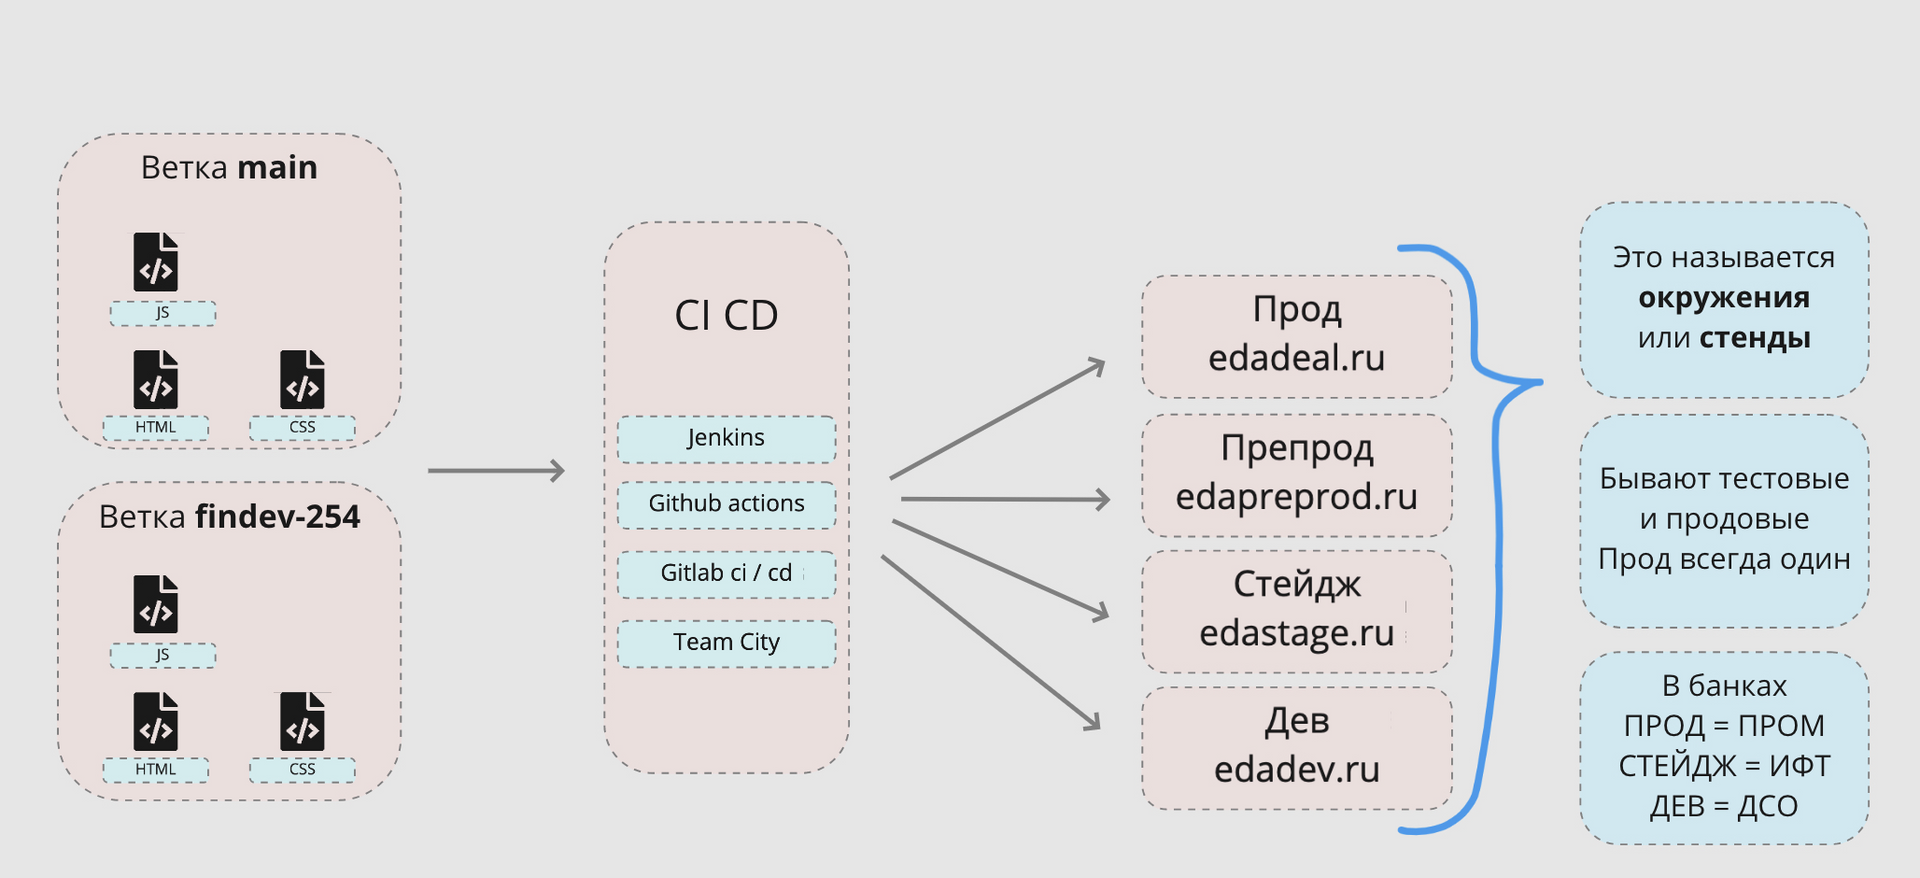 Ветка main
JS
HTML
CSS
Ветка findev-254
JS
HTML
CSS
CI CD
Jenkins
Github actions
Gitlab ci / cd
Team City
Прод
edadeal.ru
Препрод
edapreprod.ru
Стейдж
edastage.ru
Дев
edadev.ru
Это называется
окружения
или стенды
Бывают тестовые
и продовые
Прод всегда один
В банках
ПРОД = ПРОМ
СТЕЙДЖ = ИФТ
ДЕВ = ДСО